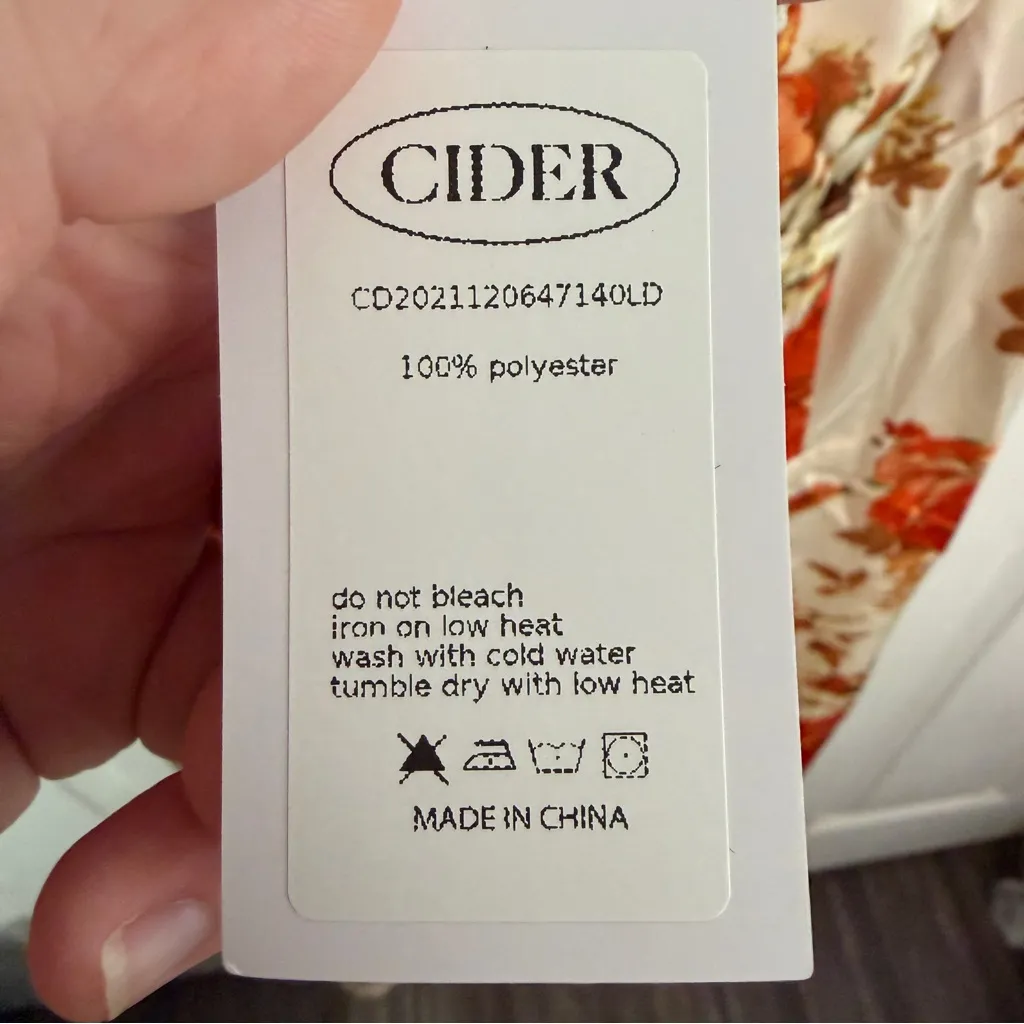 CIDER
CD2021120647140LD
100% polyester
do not bleach
iron on low heat
wash with cold water
tumble dry with low heat
MADE IN CHINA